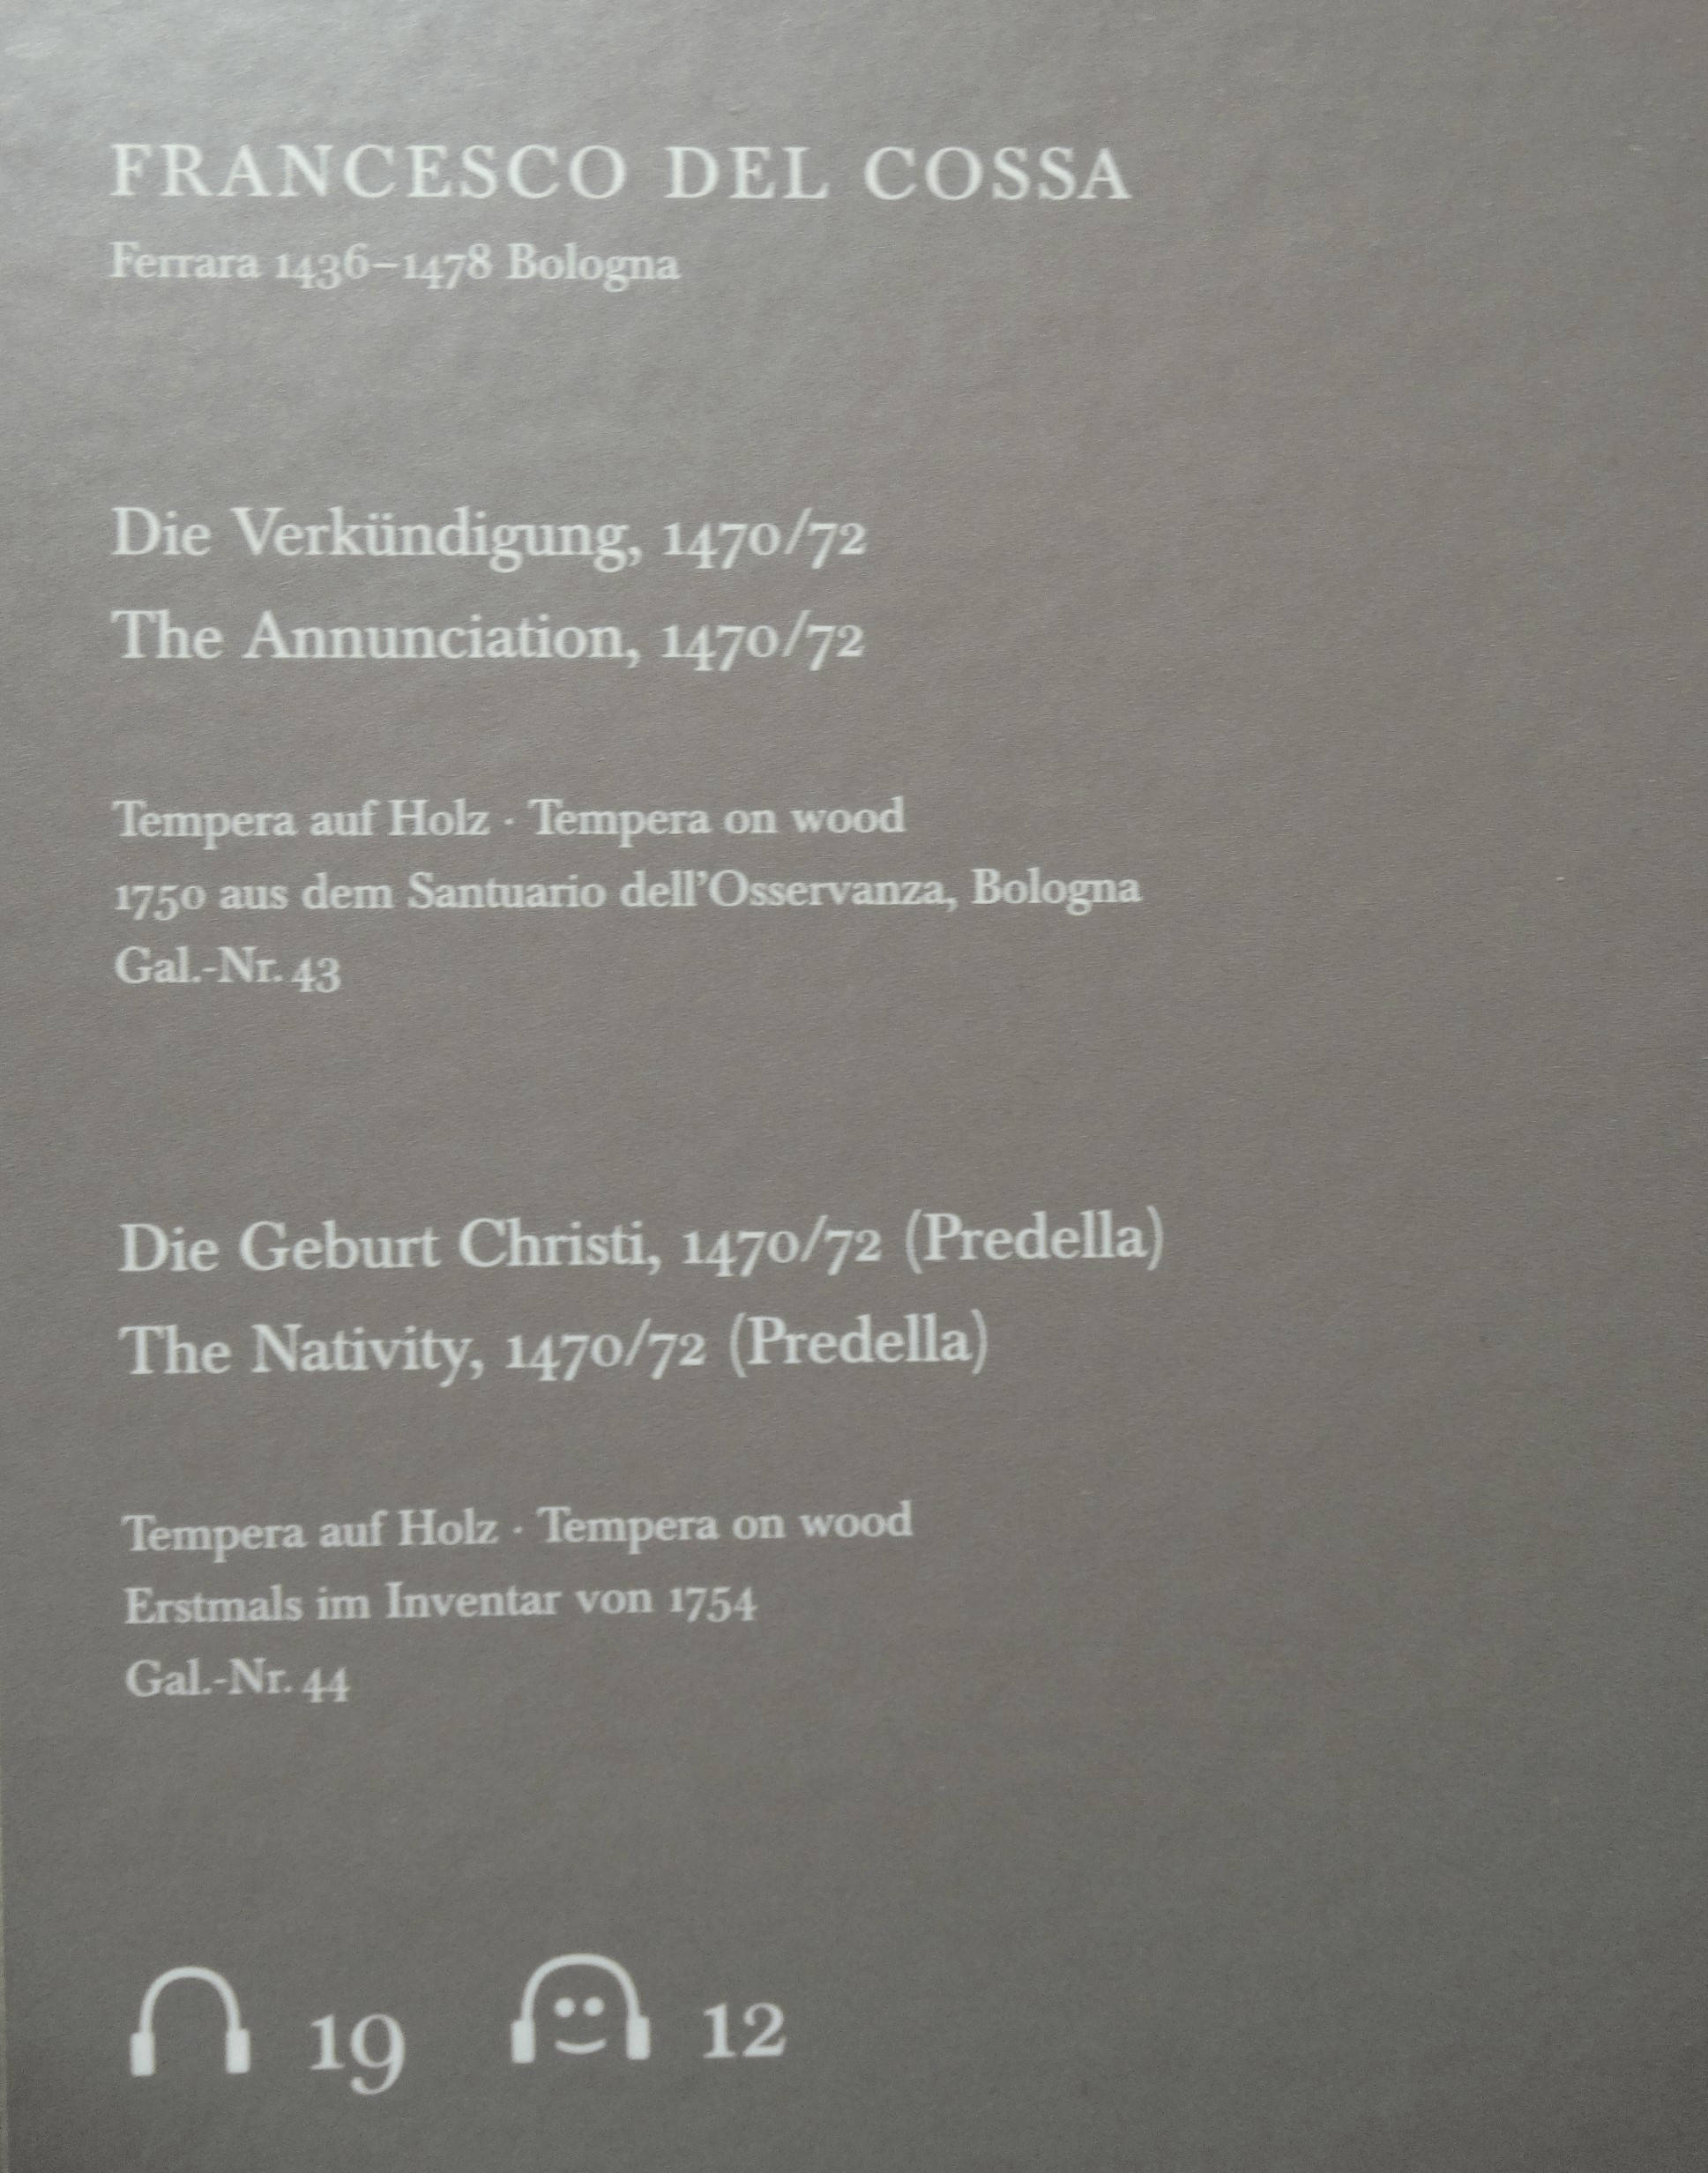 FRANCESCO DEL COSSA
Ferrara 1436–1478 Bologna
Die Verkündigung, 1470/72
The Annunciation, 1470/72
Tempera auf Holz · Tempera on wood
1750 aus dem Santuario dell’Osservanza, Bologna
Gal.-Nr. 43
Die Geburt Christi, 1470/72 (Predella)
The Nativity, 1470/72 (Predella)
Tempera auf Holz · Tempera on wood
Erstmals im Inventar von 1754
Gal.-Nr. 44
19 12